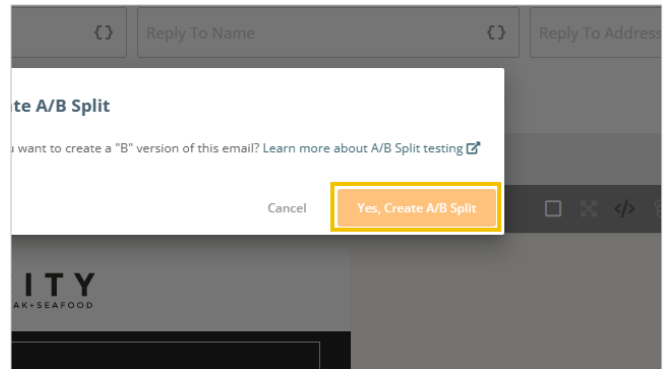 {} Reply To Name {} Reply To Address
te A/B Split
want to create a "B" version of this email? Learn more about A/B Split testing
Cancel Yes, Create A/B Split
</>
ITY
AK+SEAFOOD